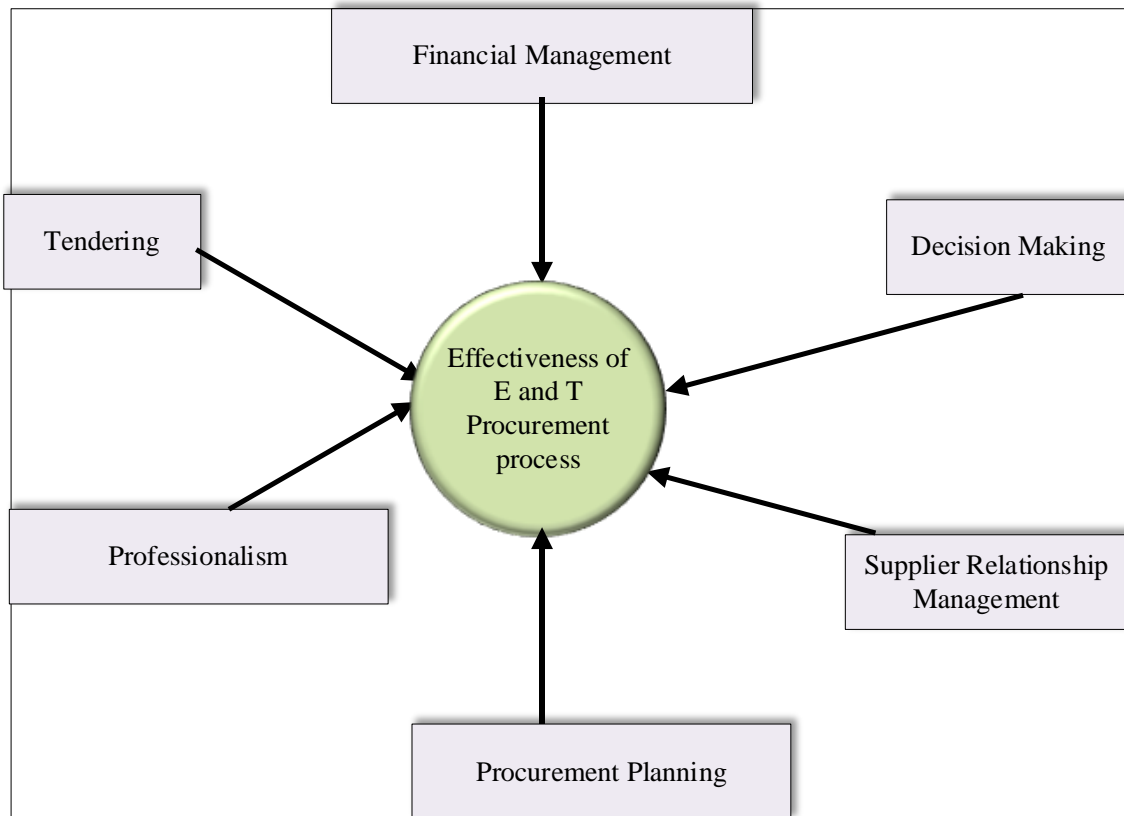 Financial Management
Tendering
Decision Making
Effectiveness of
E and T
Procurement
process
Professionalism
Supplier Relationship
Management
Procurement Planning